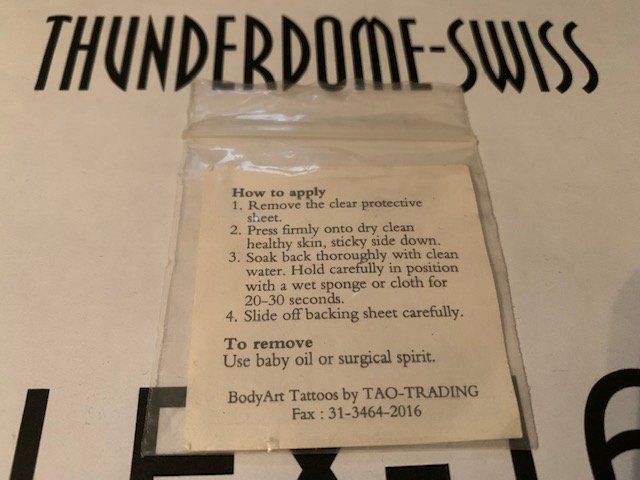 THUNDERDOME-SWISS
How to apply
1. Remove the clear protective
sheet.
2. Press firmly onto dry clean
healthy skin, sticky side down.
3. Soak back thoroughly with clean
water. Hold carefully in position
with a wet sponge or cloth for
20-30 seconds.
4. Slide off backing sheet carefully.
To remove
Use baby oil or surgical spirit.
BodyArt Tattoos by TAO-TRADING
Fax : 31-3464-2016